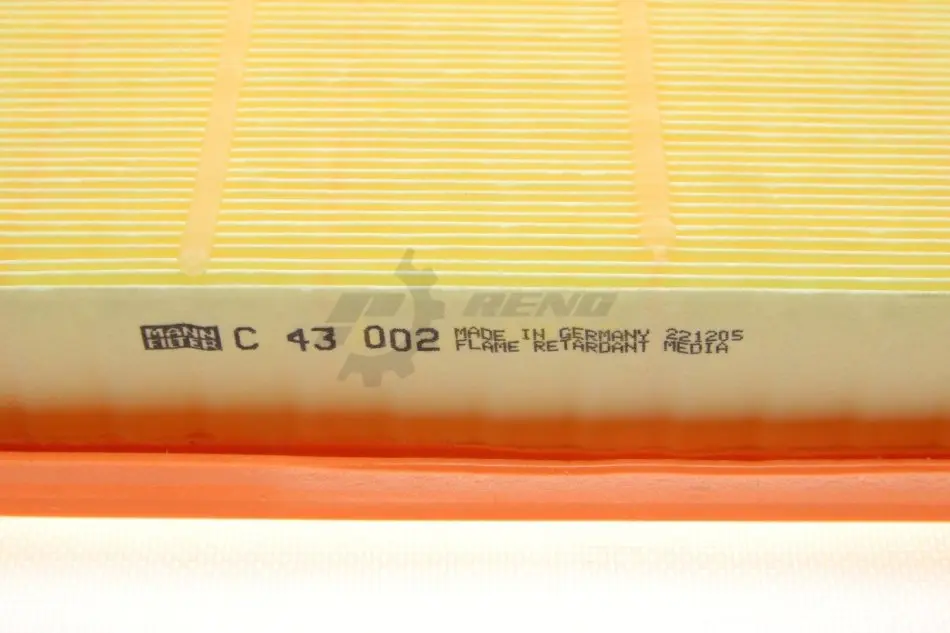 MANN FILTER C 43 002 MADE IN GERMANY 221205
FLAME RETARDANT MEDIA
RENO